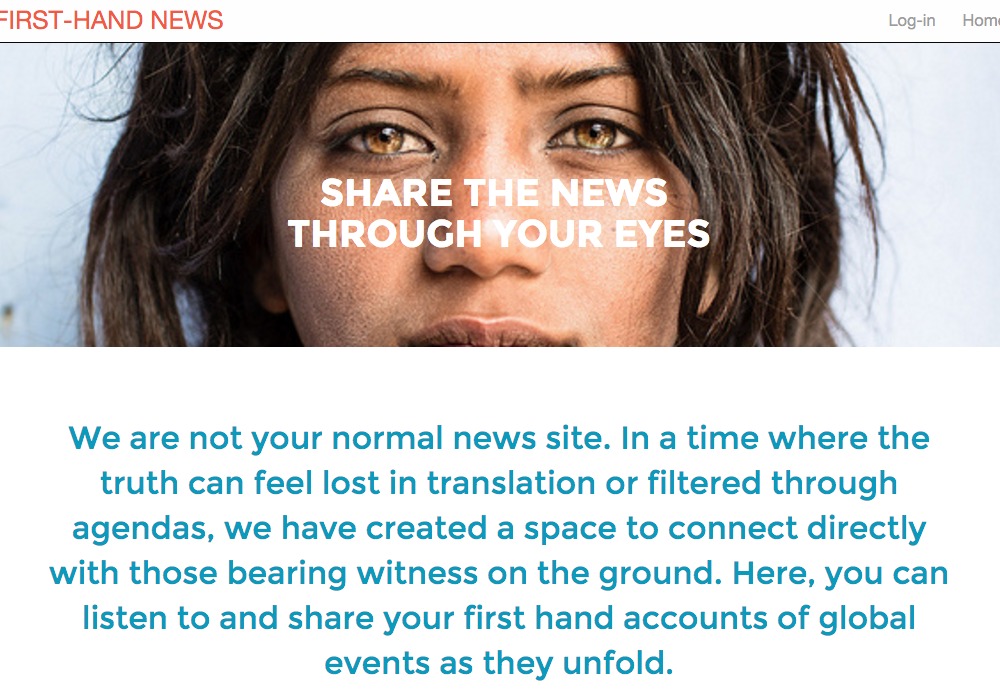 FIRST-HAND NEWS
Log-in
Home
SHARE THE NEWS
THROUGH YOUR EYES
We are not your normal news site. In a time where the
truth can feel lost in translation or filtered through
agendas, we have created a space to connect directly
with those bearing witness on the ground. Here, you can
listen to and share your first hand accounts of global
events as they unfold.